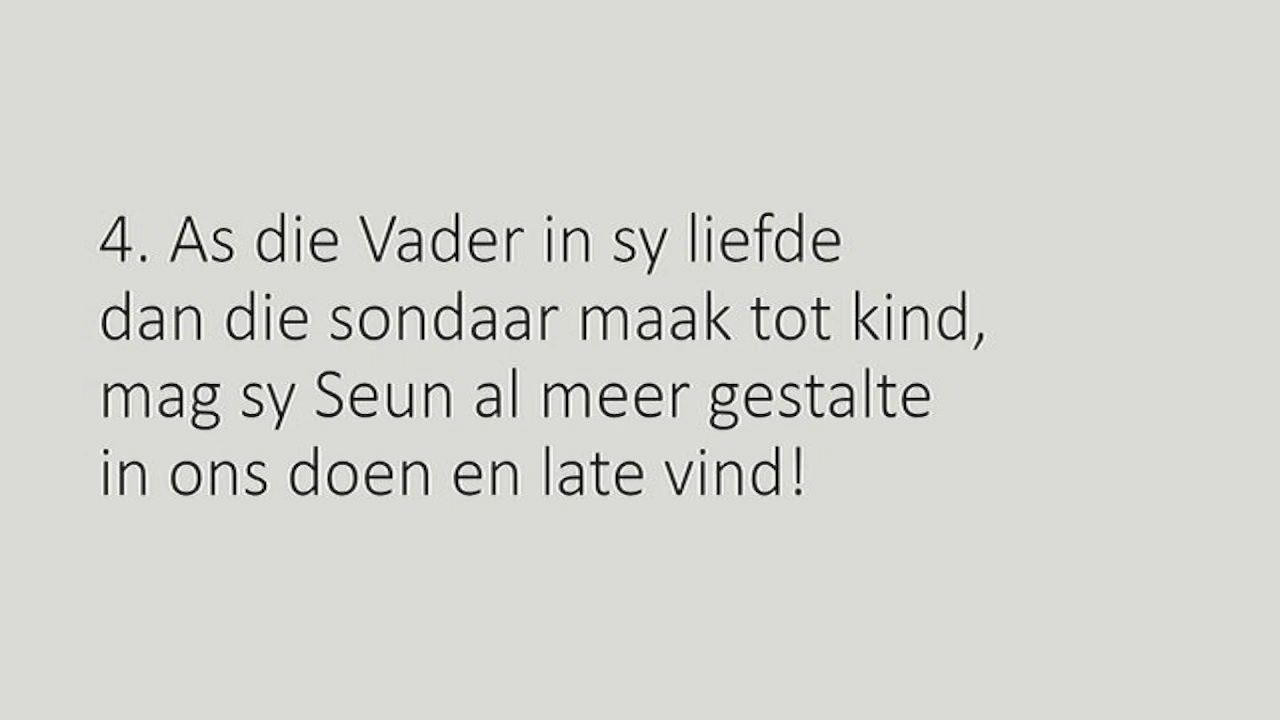 4. As die Vader in sy liefde
dan die sondaar maak tot kind,
mag sy Seun al meer gestalte
in ons doen en late vind!